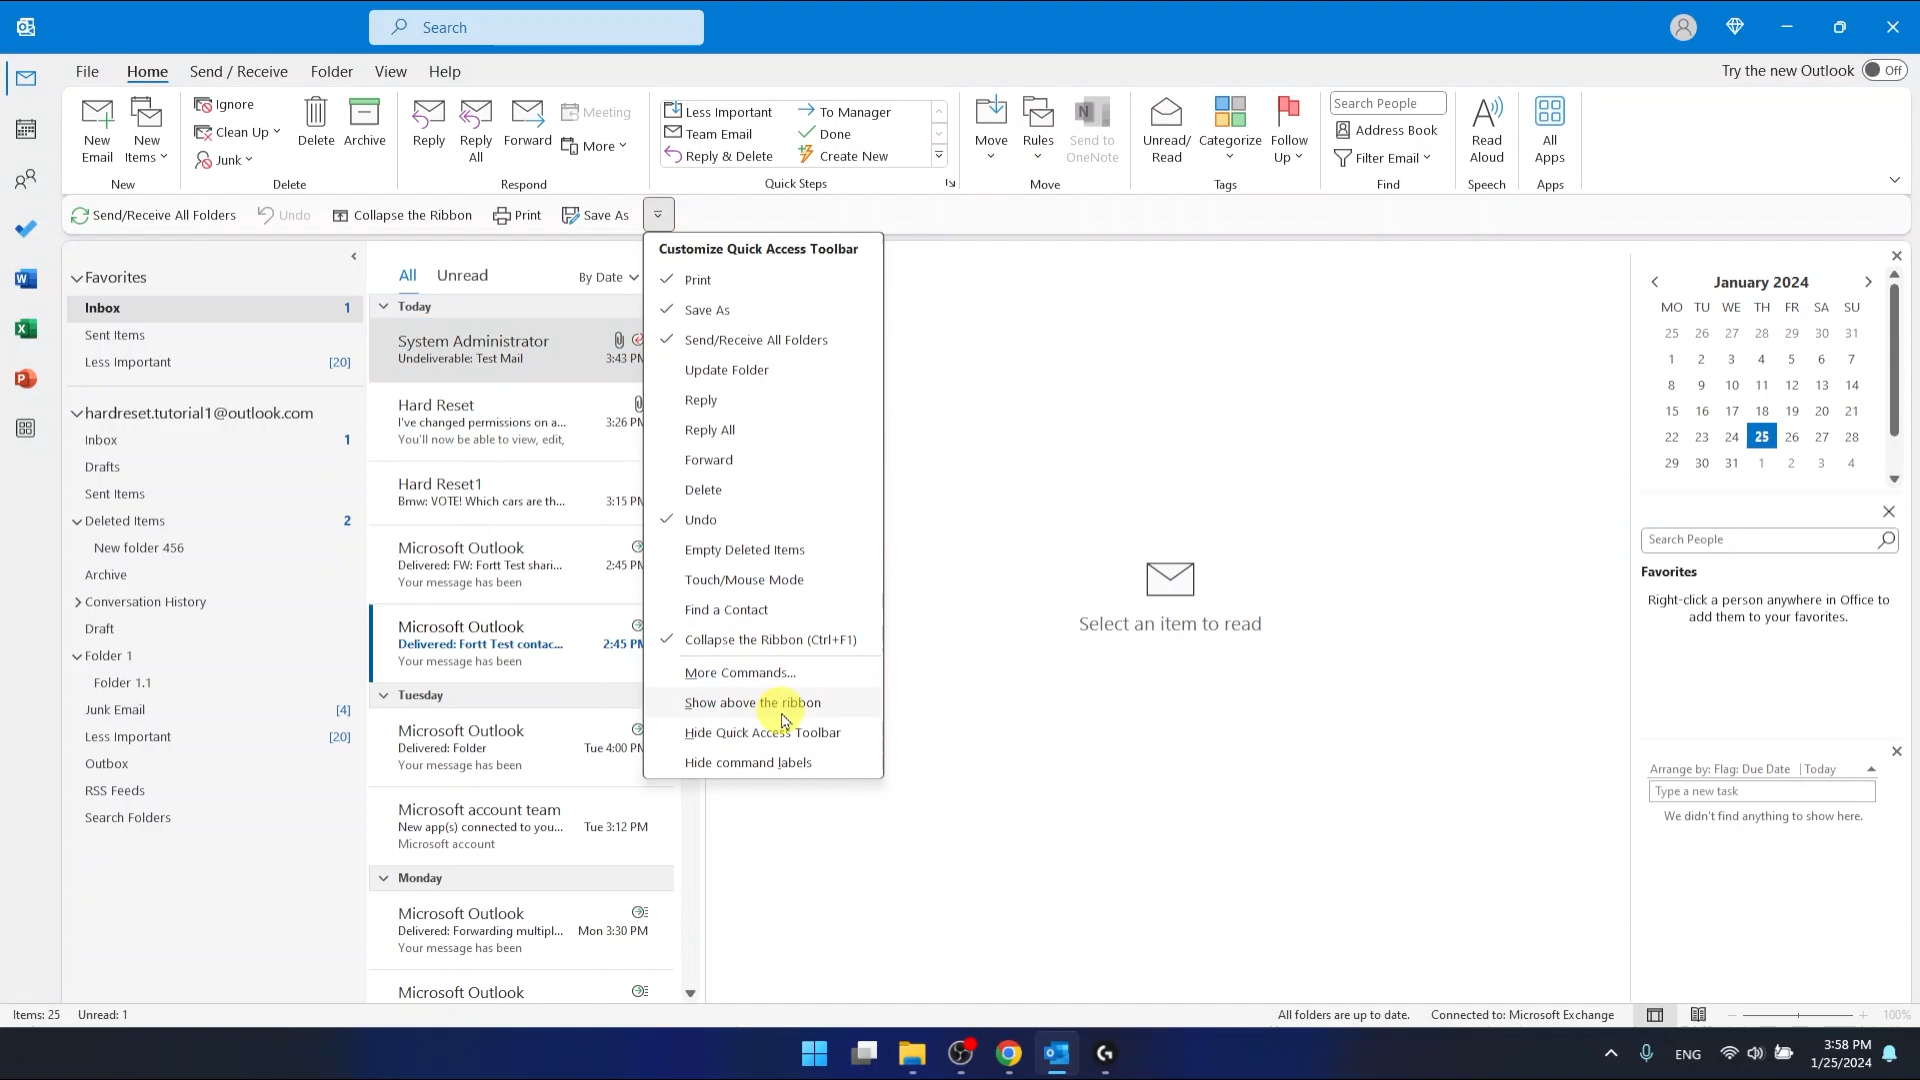 Search
File Home Send / Receive Folder View Help
Try the new Outlook Off
New Email
New Items
New
Ignore
Clean Up
Junk
Delete
Archive
Delete
Reply
Reply All
Forward
Meeting
More
Respond
Less Important
Team Email
Reply & Delete
To Manager
Done
Create New
Quick Steps
Move
Rules
Send to OneNote
Move
Unread/ Read
Categorize
Follow Up
Tags
Search People
Address Book
Filter Email
Find
Read Aloud
Speech
All Apps
Apps
Send/Receive All Folders Undo Collapse the Ribbon Print Save As
Favorites
Inbox 1
Sent Items
Less Important [20]
hardreset.tutorial1@outlook.com
Inbox 1
Drafts
Sent Items
Deleted Items 2
New folder 456
Archive
Conversation History
Draft
Folder 1
Folder 1.1
Junk Email [4]
Less Important [20]
Outbox
RSS Feeds
Search Folders
All Unread By Date
Today
System Administrator
Undeliverable: Test Mail 3:43 PM
Hard Reset
I've changed permissions on a... 3:26 PM
You'll now be able to view, edit,
Hard Reset1
Bmw: VOTE! Which cars are th... 3:15 PM
Microsoft Outlook
Delivered: FW: Fortt Test shari... 2:45 PM
Your message has been
Microsoft Outlook
Delivered: Fortt Test contac... 2:45 PM
Your message has been
Tuesday
Microsoft Outlook
Delivered: Folder Tue 4:00 PM
Your message has been
Microsoft account team
New app(s) connected to you... Tue 3:12 PM
Microsoft account
Monday
Microsoft Outlook
Delivered: Forwarding multipl... Mon 3:30 PM
Your message has been
Microsoft Outlook
Customize Quick Access Toolbar
Print
Save As
Send/Receive All Folders
Update Folder
Reply
Reply All
Forward
Delete
Undo
Empty Deleted Items
Touch/Mouse Mode
Find a Contact
Collapse the Ribbon (Ctrl+F1)
More Commands...
Show above the ribbon
Hide Quick Access Toolbar
Hide command labels
Select an item to read
January 2024
MO TU WE TH FR SA SU
25 26 27 28 29 30 31
1 2 3 4 5 6 7
8 9 10 11 12 13 14
15 16 17 18 19 20 21
22 23 24 25 26 27 28
29 30 31 1 2 3 4
Search People
Favorites
Right-click a person anywhere in Office to
add them to your favorites.
Arrange by: Flag: Due Date Today
Type a new task
We didn't find anything to show here.
Items: 25 Unread: 1
All folders are up to date. Connected to: Microsoft Exchange 100%
ENG
3:58 PM
1/25/2024